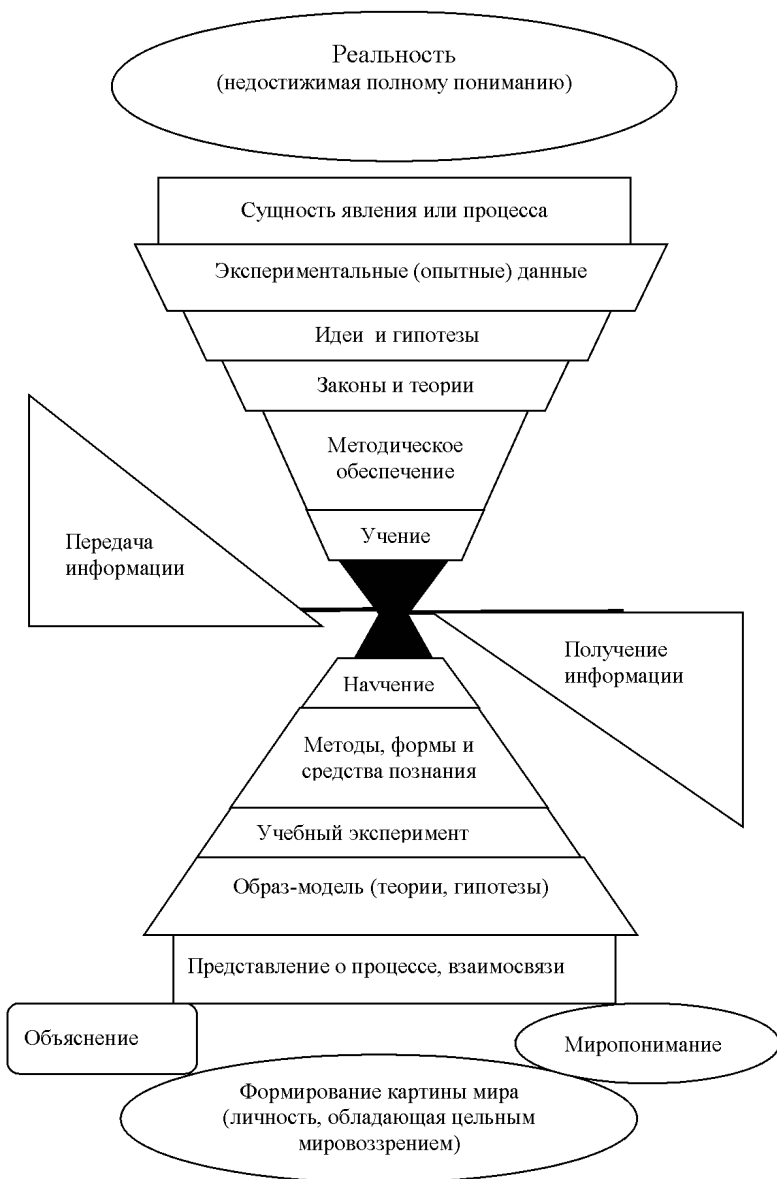 Реальность
(недостижимая полному пониманию)
Сущность явления или процесса
Экспериментальные (опытные) данные
Идеи и гипотезы
Законы и теории
Методическое
обеспечение
Учение
Передача
информации
Получение
информации
Научение
Методы, формы и
средства познания
Учебный эксперимент
Образ-модель (теории, гипотезы)
Представление о процессе, взаимосвязи
Объяснение
Миропонимание
Формирование картины мира
(личность, обладающая цельным
мировоззрением)